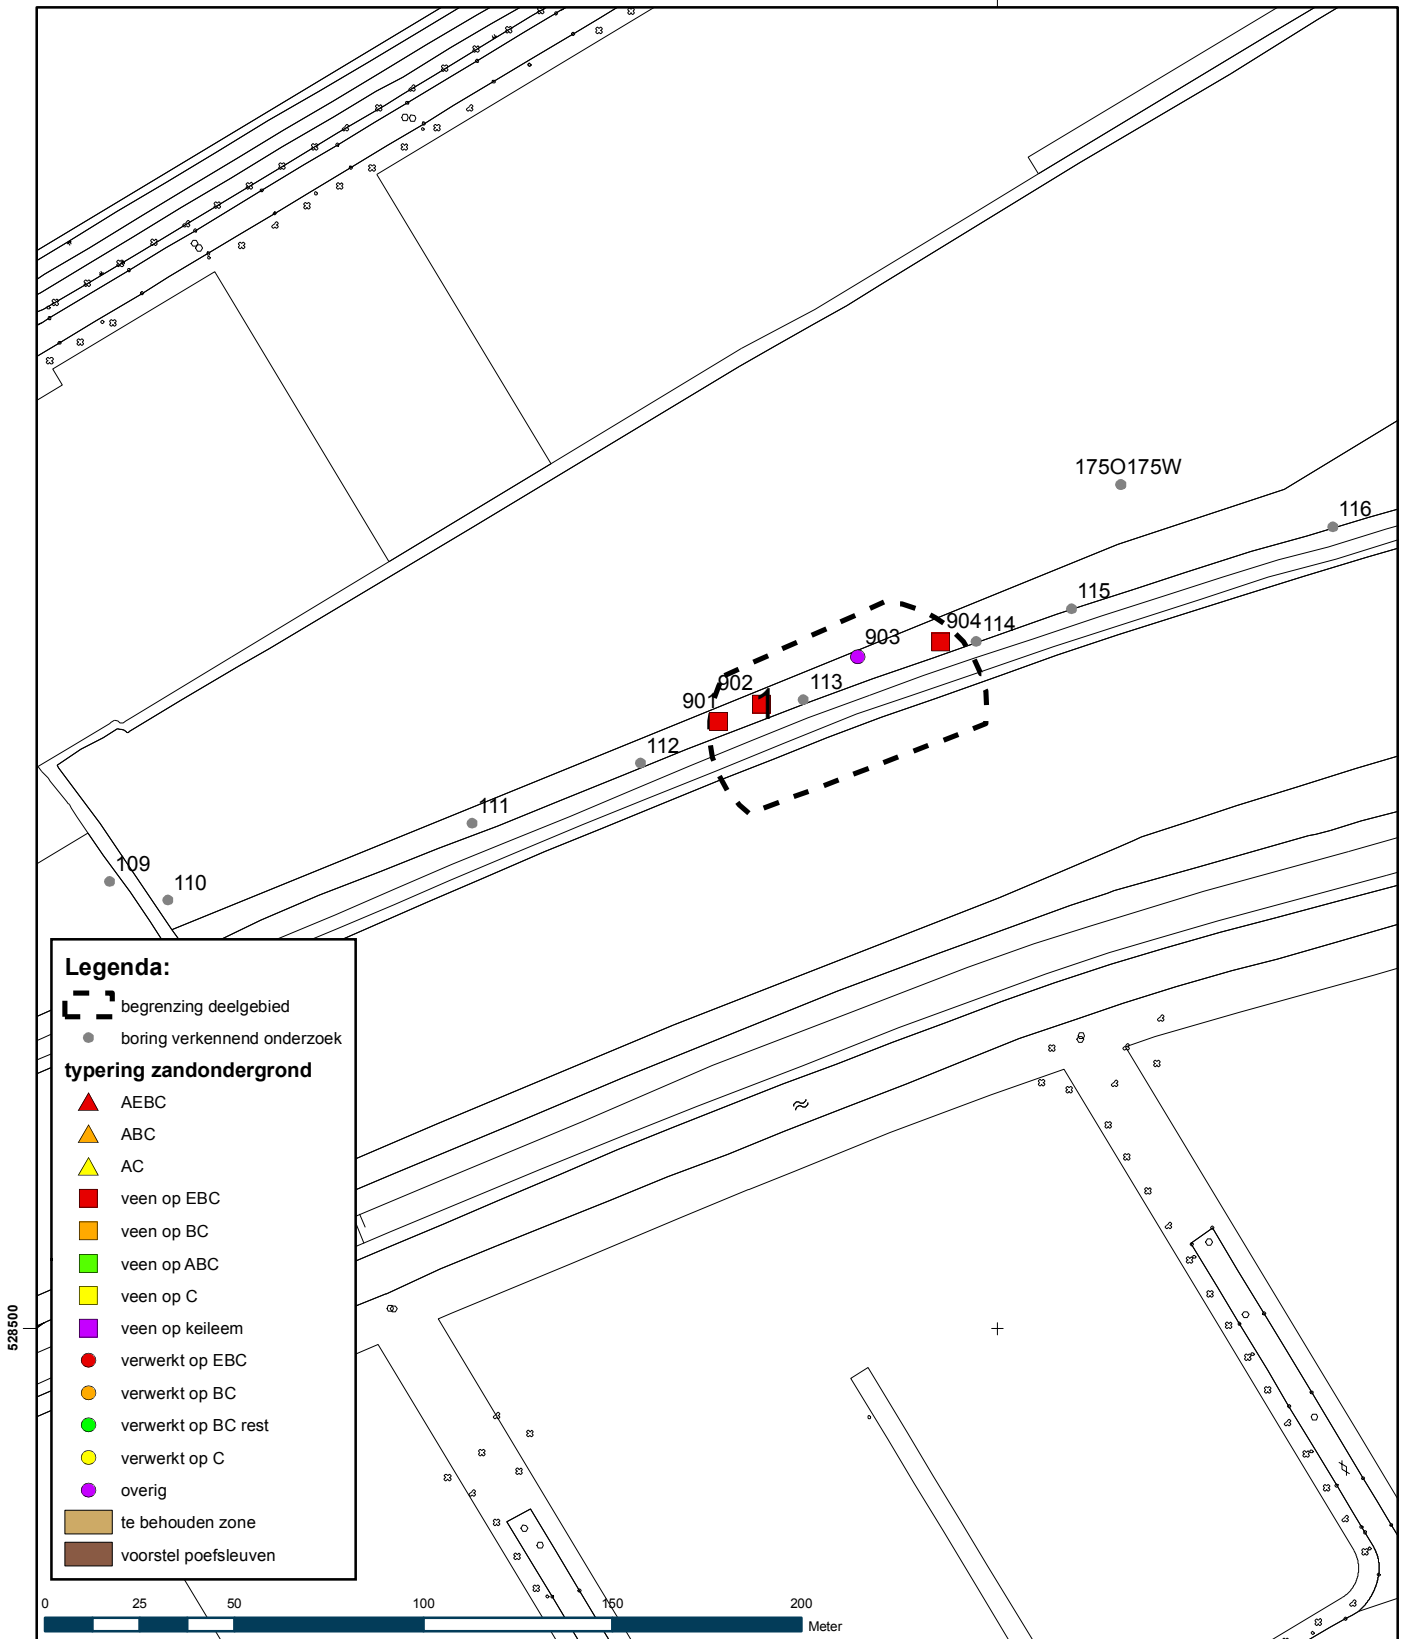 175O175W
116
115
904
114
903
902
113
901
1
112
111
109
110
Legenda:
begrenzing deelgebied
boring verkennend onderzoek
typering zandondergrond
AEBC
ABC
AC
veen op EBC
veen op BC
veen op ABC
veen op C
veen op keileem
verwerkt op EBC
verwerkt op BC
verwerkt op BC rest
verwerkt op C
overig
te behouden zone
voorstel poefsleuven
528500
0 25 50 100 150 200
Meter